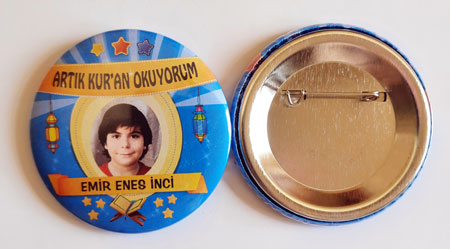 ARTIK KUR'AN OKUYORUM
EMİR ENES İNCİ